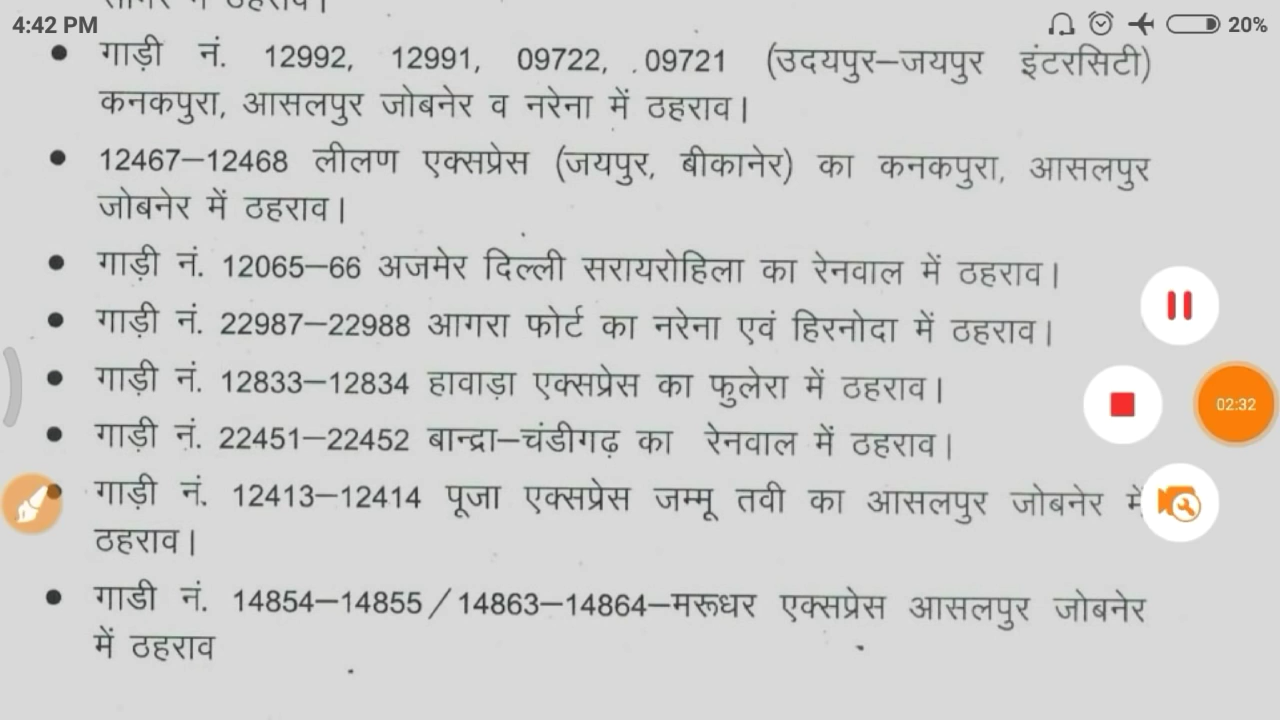 4:42 PM
20%
• गाड़ी नं. 12992, 12991, 09722, 09721 (उदयपुर–जयपुर इंटरसिटी)
कनकपुरा, आसलपुर जोबनेर व नरेना में ठहराव।
• 12467–12468 लीलण एक्सप्रेस (जयपुर, बीकानेर) का कनकपुरा, आसलपुर
जोबनेर में ठहराव।
• गाड़ी नं. 12065–66 अजमेर दिल्ली सरायरोहिला का रेनवाल में ठहराव।
• गाड़ी नं. 22987–22988 आगरा फोर्ट का नरेना एवं हिरनोदा में ठहराव।
• गाड़ी नं. 12833–12834 हावाड़ा एक्सप्रेस का फुलेरा में ठहराव।
02:32
• गाड़ी नं. 22451–22452 बान्द्रा–चंडीगढ़ का रेनवाल में ठहराव।
• गाड़ी नं. 12413–12414 पूजा एक्सप्रेस जम्मू तवी का आसलपुर जोबनेर में
ठहराव।
• गाडी नं. 14854–14855/14863–14864–मरूधर एक्सप्रेस आसलपुर जोबनेर
में ठहराव